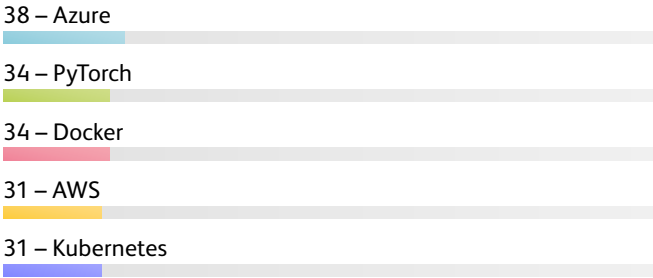 38 – Azure
34 – PyTorch
34 – Docker
31 – AWS
31 – Kubernetes